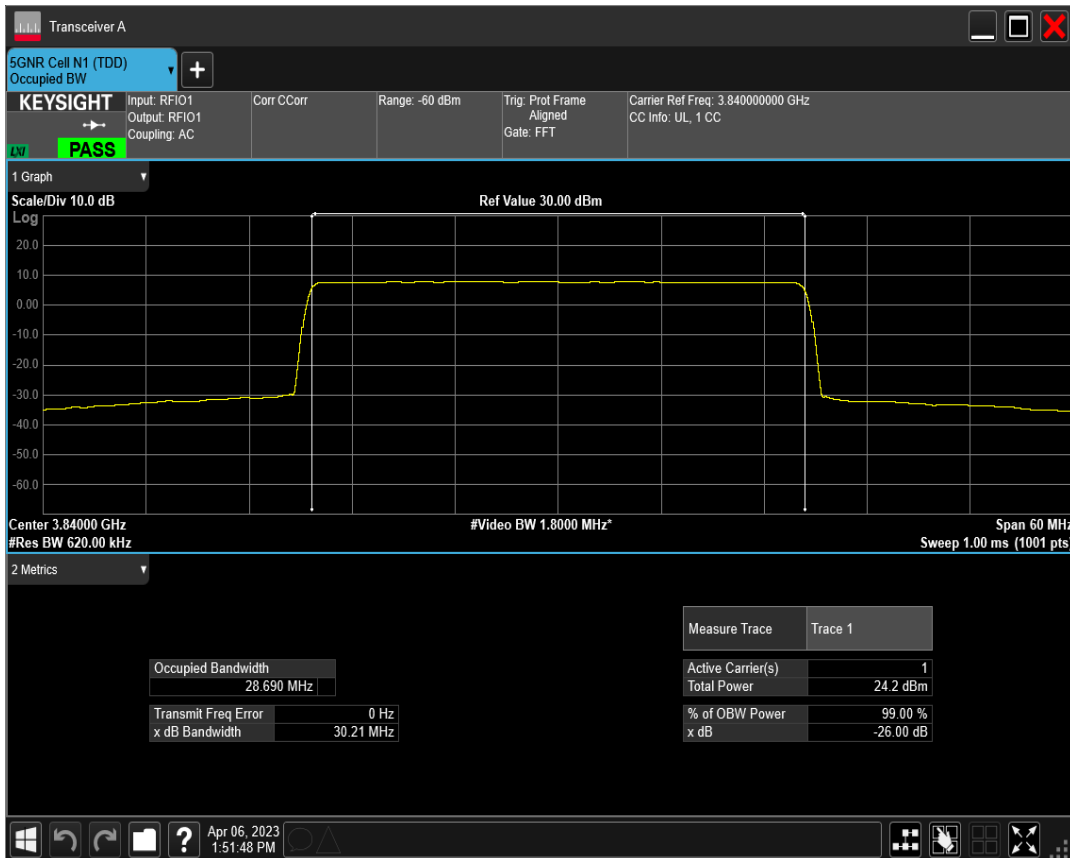 Transceiver A
5GNR Cell N1 (TDD)
Occupied BW
+
KEYSIGHT
LXI
PASS
Input: RFIO1
Output: RFIO1
Coupling: AC
Corr CCorr
Range: -60 dBm
Trig: Prot Frame
Aligned
Gate: FFT
Carrier Ref Freq: 3.840000000 GHz
CC Info: UL, 1 CC
1 Graph
Scale/Div 10.0 dB
Ref Value 30.00 dBm
Log
20.0
10.0
0.00
-10.0
-20.0
-30.0
-40.0
-50.0
-60.0
Center 3.84000 GHz
#Video BW 1.8000 MHz*
Span 60 MHz
#Res BW 620.00 kHz
Sweep 1.00 ms (1001 pts)
2 Metrics
Measure Trace Trace 1
Occupied Bandwidth
28.690 MHz
Active Carrier(s) 1
Total Power 24.2 dBm
Transmit Freq Error 0 Hz
x dB Bandwidth 30.21 MHz
% of OBW Power 99.00 %
x dB -26.00 dB
?
Apr 06, 2023
1:51:48 PM